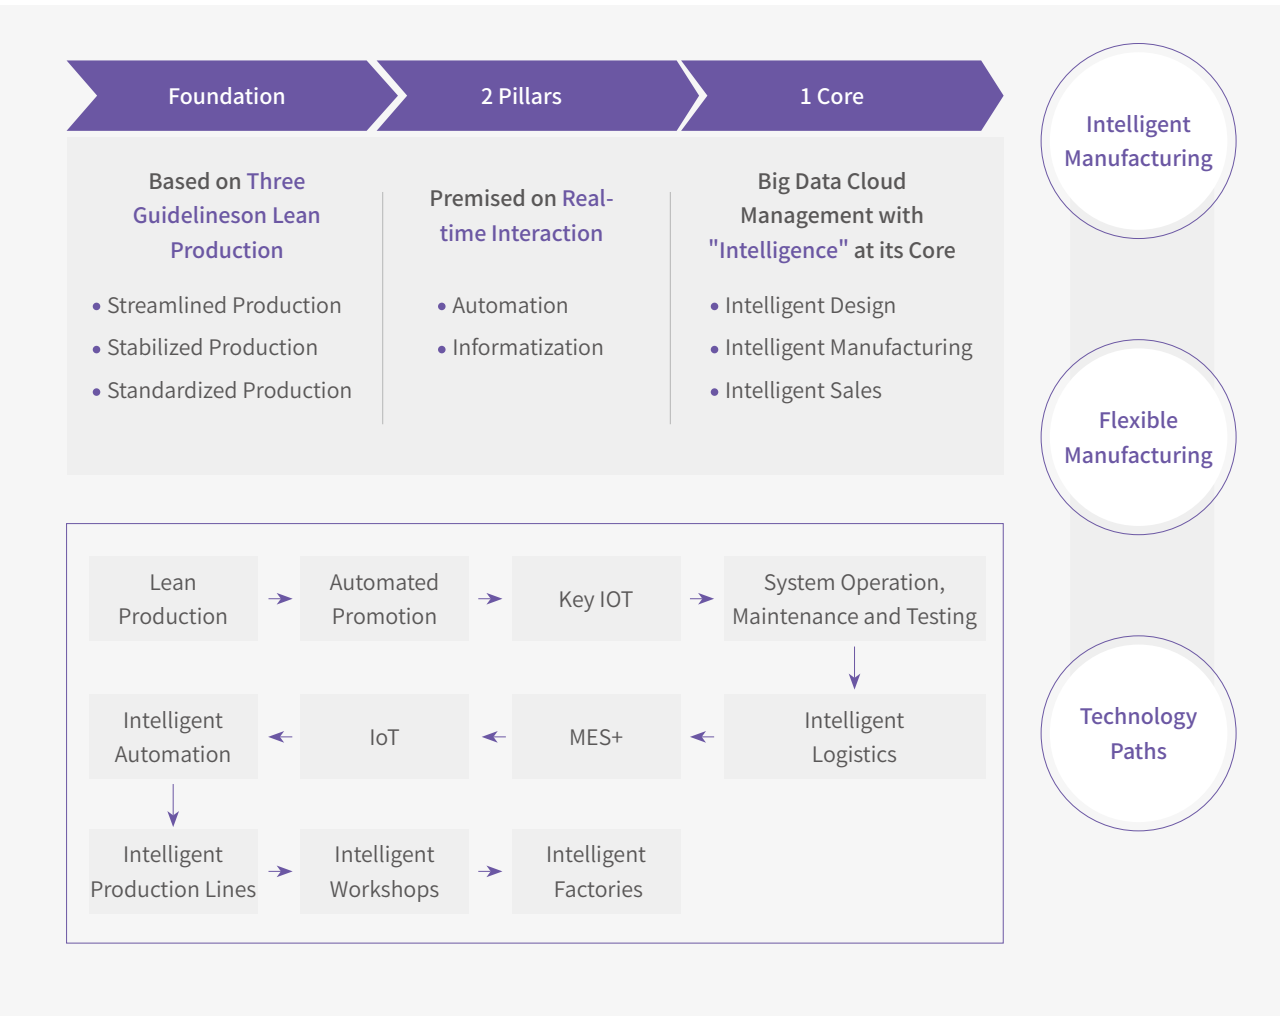 Foundation
2 Pillars
1 Core
Based on Three
Guidelineson Lean
Production
• Streamlined Production
• Stabilized Production
• Standardized Production
Premised on Real-
time Interaction
• Automation
• Informatization
Big Data Cloud
Management with
"Intelligence" at its Core
• Intelligent Design
• Intelligent Manufacturing
• Intelligent Sales
Intelligent
Manufacturing
Flexible
Manufacturing
Technology
Paths
Lean
Production
Automated
Promotion
Key IOT
System Operation,
Maintenance and Testing
Intelligent
Logistics
MES+
IoT
Intelligent
Automation
Intelligent
Production Lines
Intelligent
Workshops
Intelligent
Factories